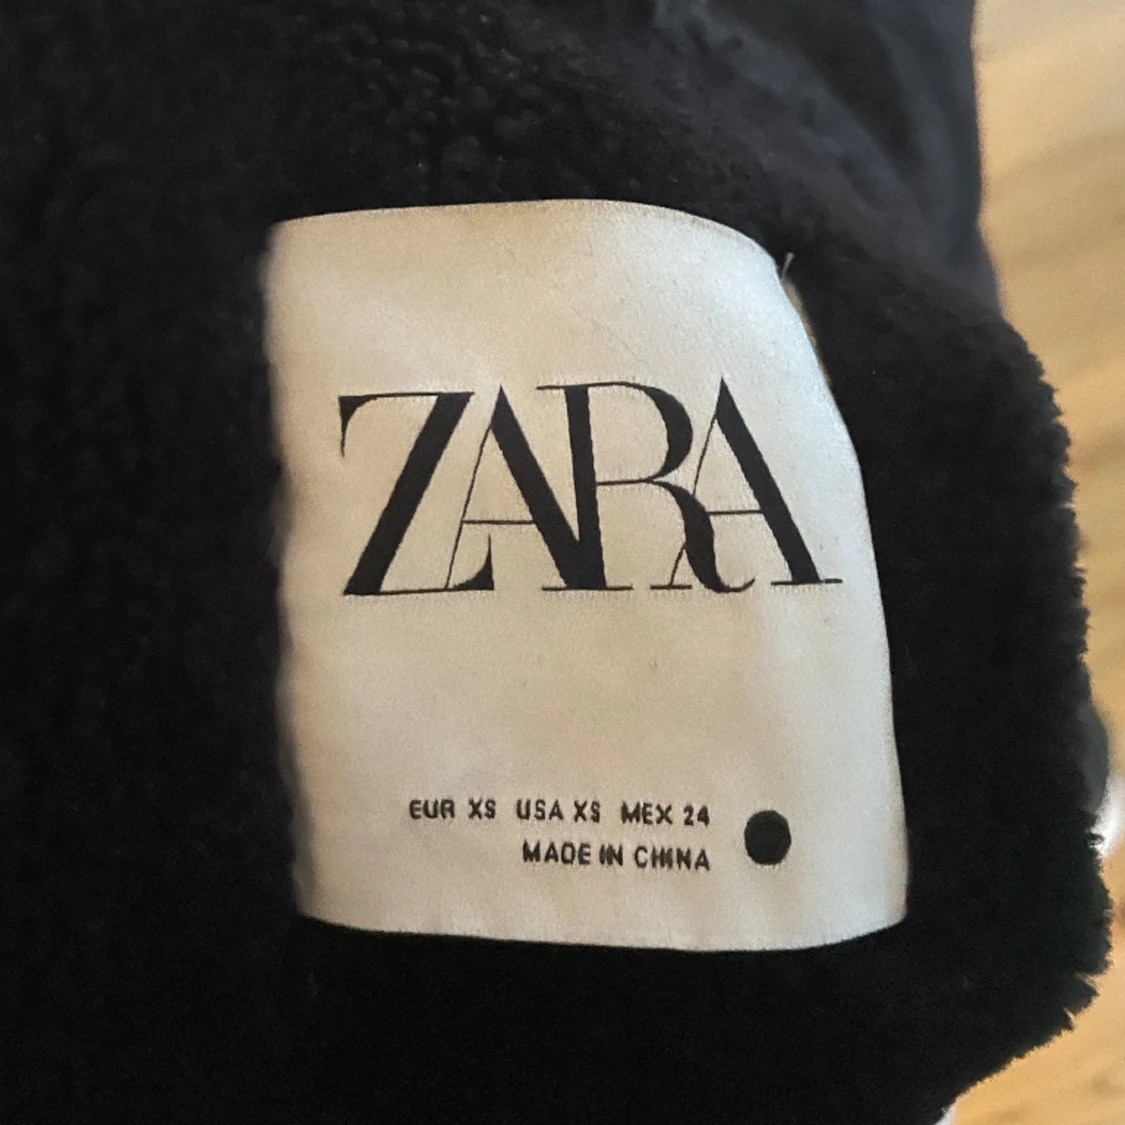 ZARA
EUR XS USA XS MEX 24
MADE IN CHINA